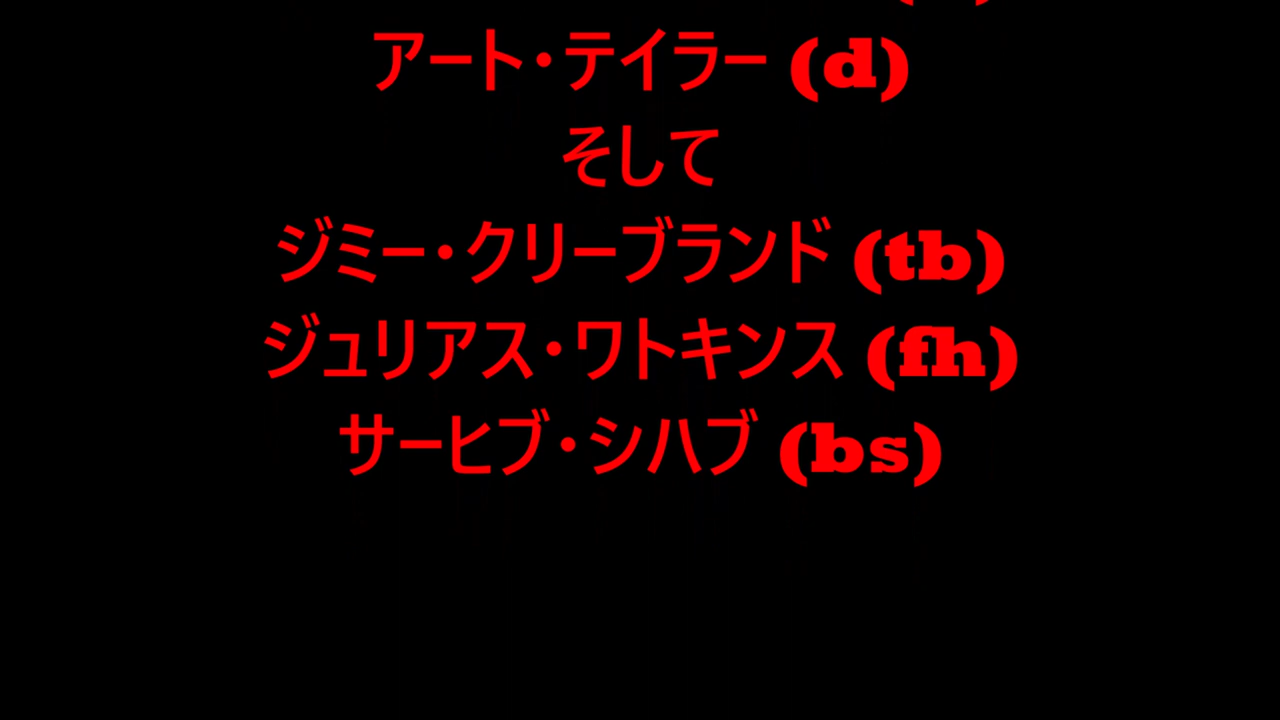 アート・テイラー (d)
そして
ジミー・クリーブランド (tb)
ジュリアス・ワトキンス (fh)
サーヒブ・シハブ (bs)